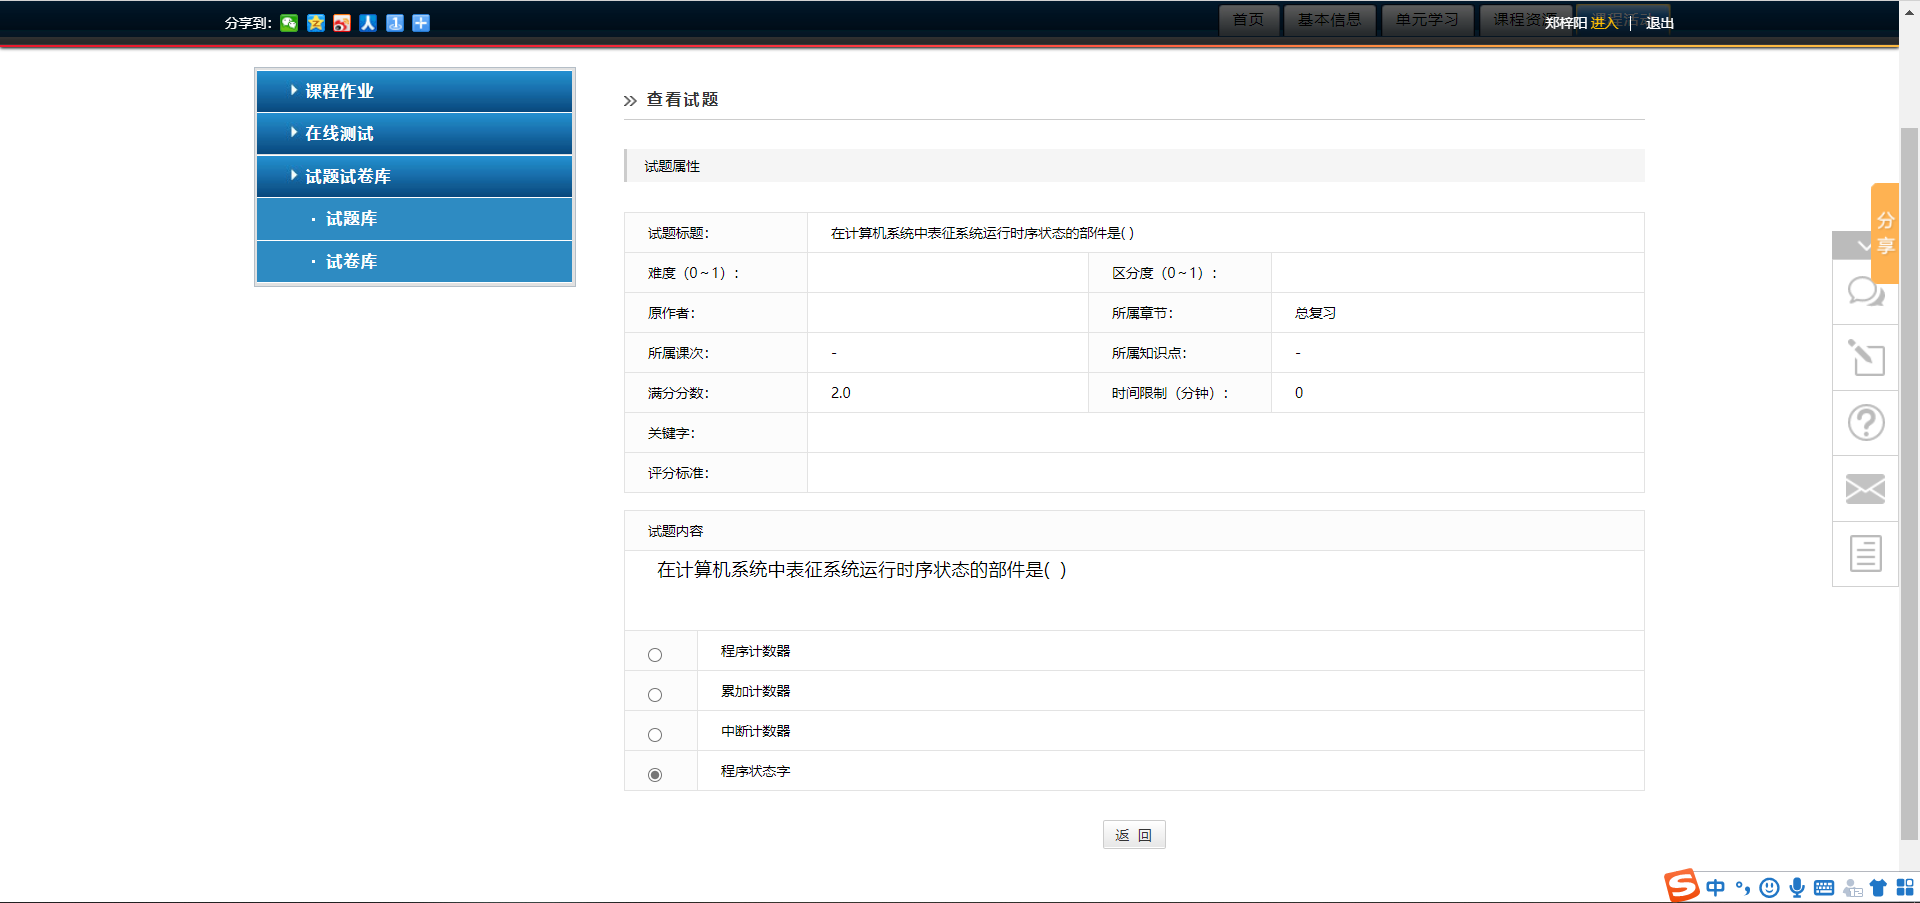 分享到：
首页
基本信息
单元学习
课程资源
郑梓阳 进入 | 退出
课程作业
在线测试
试题试卷库
· 试题库
· 试卷库
查看试题
试题属性
试题标题： 在计算机系统中表征系统运行时序状态的部件是( )
难度（0～1）： 区分度（0～1）：
原作者： 所属章节： 总复习
所属课次： - 所属知识点： -
满分分数： 2.0 时间限制（分钟）： 0
关键字：
评分标准：
试题内容
在计算机系统中表征系统运行时序状态的部件是( )
程序计数器
累加计数器
中断计数器
程序状态字
返 回
分
享
中